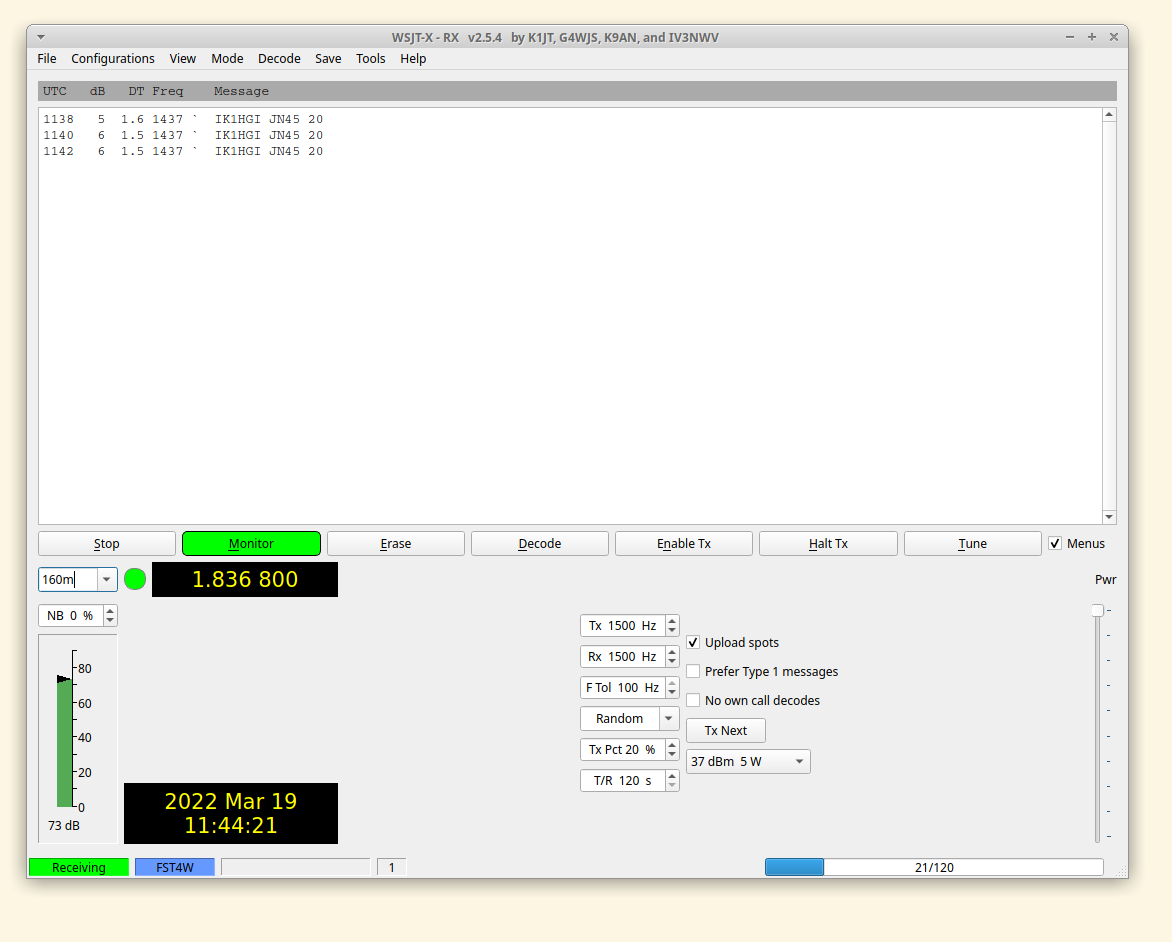 WSJT-X - RX   v2.5.4   by K1JT, G4WJS, K9AN, and IV3NWV
File Configurations View Mode Decode Save Tools Help
UTC dB DT Freq Message
1138 5 1.6 1437 ` IK1HGI JN45 20
1140 6 1.5 1437 ` IK1HGI JN45 20
1142 6 1.5 1437 ` IK1HGI JN45 20
Stop Monitor Erase Decode Enable Tx Halt Tx Tune Menus
160m 1.836 800 Pwr
NB 0 %
Tx 1500 Hz
Upload spots
Rx 1500 Hz
Prefer Type 1 messages
F Tol 100 Hz
No own call decodes
Random
Tx Next
Tx Pct 20 %
37 dBm 5 W
T/R 120 s
80
60
40
20
0
73 dB
2022 Mar 19
11:44:21
Receiving FST4W 1 21/120